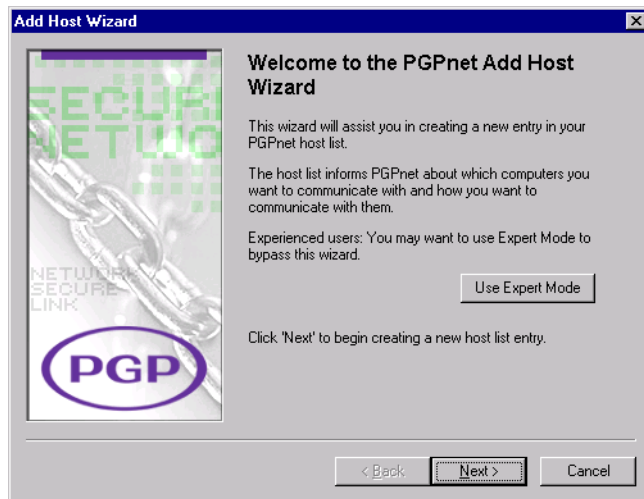 Add Host Wizard
SECURE
NETWO
NETWORK
SECURE
LINK
PGP
Welcome to the PGPnet Add Host
Wizard
This wizard will assist you in creating a new entry in your
PGPnet host list.
The host list informs PGPnet about which computers you
want to communicate with and how you want to
communicate with them.
Experienced users: You may want to use Expert Mode to
bypass this wizard.
Use Expert Mode
Click 'Next' to begin creating a new host list entry.
< Back
Next >
Cancel